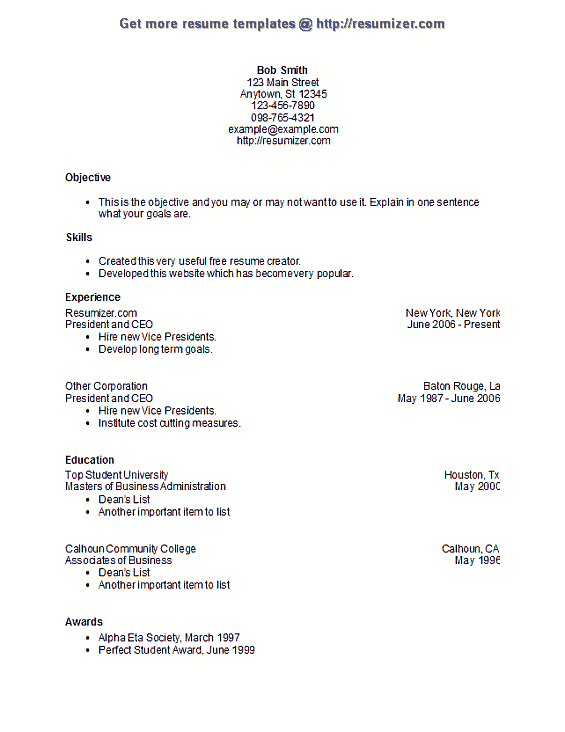 Get more resume templates @ http://resumizer.com
Bob Smith
123 Main Street
Anytown, St 12345
123-456-7890
098-765-4321
example@example.com
http://resumizer.com
Objective
• This is the objective and you may or may not want to use it. Explain in one sentence
what your goals are.
Skills
• Created this very useful free resume creator.
• Developed this website which has become very popular.
Experience
Resumizer.com New York, New York
President and CEO June 2006 - Present
• Hire new Vice Presidents.
• Develop long term goals.
Other Corporation Baton Rouge, La
President and CEO May 1987 - June 2006
• Hire new Vice Presidents.
• Institute cost cutting measures.
Education
Top Student University Houston, Tx
Masters of Business Administration May 2000
• Dean's List
• Another important item to list
Calhoun Community College Calhoun, CA
Associates of Business May 1996
• Dean's List
• Another important item to list
Awards
• Alpha Eta Society, March 1997
• Perfect Student Award, June 1999